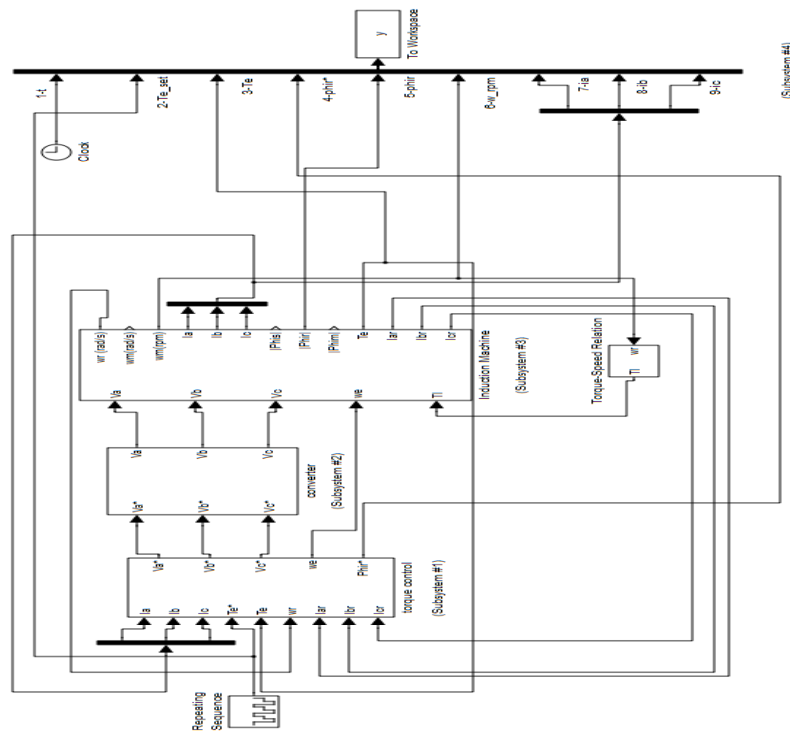 Repeating
Sequence
Ia
Ib
Ic
Te*
Te
wr
Iar
Ibr
Icr
Va*
Vb*
Vc*
we
Phir*
torque control
(Subsystem #1)
Va*
Vb*
Vc*
Va
Vb
Vc
converter
(Subsystem #2)
Va
Vb
Vc
we
Tl
wr (rad/s)
wm(rad/s)
wm(rpm)
Ia
Ib
Ic
|Phis|
|Phir|
|Phim|
Te
Iar
Ibr
Icr
Induction Machine
(Subsystem #3)
Torque-Speed Relation
Tl
wr
Clock
1-t
2-Te_set
3-Te
4-phir*
5-phir
6-w_rpm
7-ia
8-ib
9-ic
y
To Workspace
(Subsystem #4)